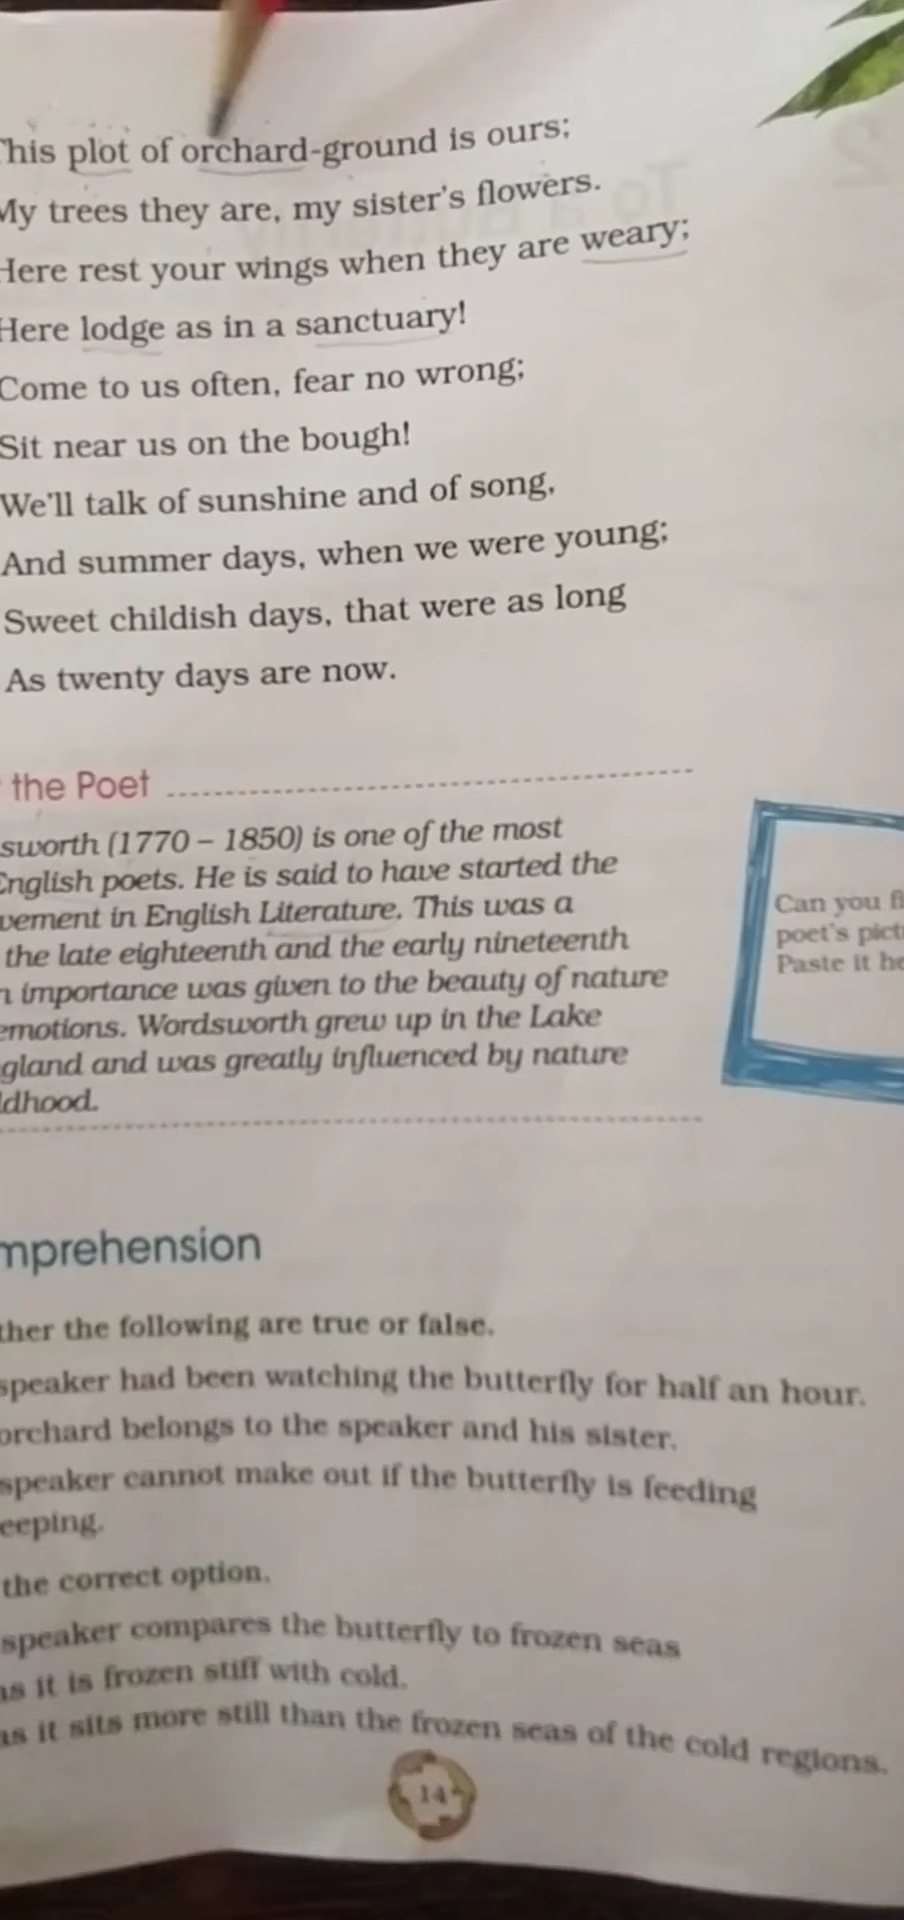 This plot of orchard-ground is ours;
My trees they are, my sister's flowers.
Here rest your wings when they are weary;
Here lodge as in a sanctuary!
Come to us often, fear no wrong;
Sit near us on the bough!
We'll talk of sunshine and of song,
And summer days, when we were young;
Sweet childish days, that were as long
As twenty days are now.
the Poet
sworth (1770 – 1850) is one of the most
English poets. He is said to have started the
vement in English Literature. This was a
the late eighteenth and the early nineteenth
n importance was given to the beauty of nature
emotions. Wordsworth grew up in the Lake
gland and was greatly influenced by nature
ldhood.
Can you fi
poet's pict
Paste it he
mprehension
ther the following are true or false.
speaker had been watching the butterfly for half an hour.
orchard belongs to the speaker and his sister.
speaker cannot make out if the butterfly is feeding
eeping.
the correct option.
speaker compares the butterfly to frozen seas
as it is frozen stiff with cold.
as it sits more still than the frozen seas of the cold regions.
14